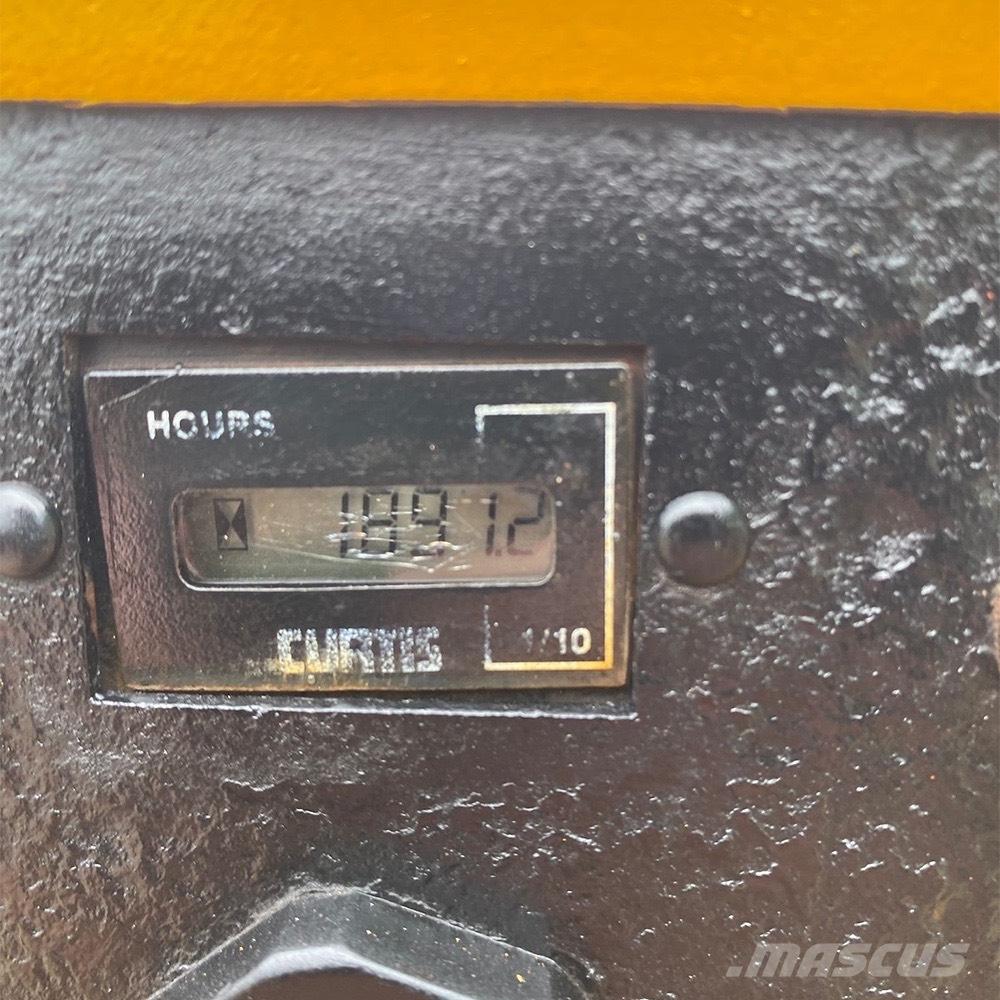 HOURS
1891.2
CURTIS
1/10
.MASCUS